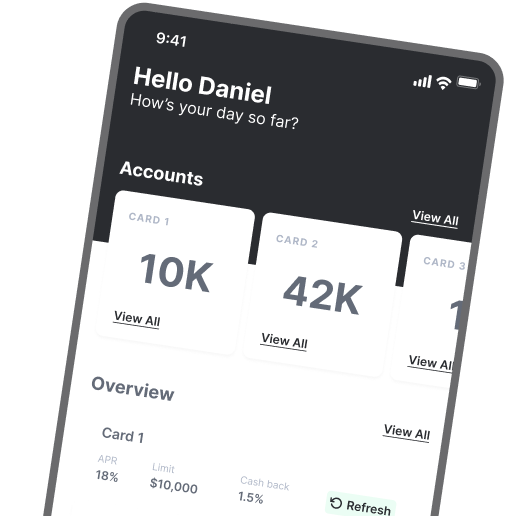 9:41
Hello Daniel
How's your day so far?
Accounts
View All
CARD 1
10K
View All
CARD 2
42K
View All
CARD 3
View All
Overview
View All
Card 1
APR
18%
Limit
$10,000
Cash back
1.5%
Refresh